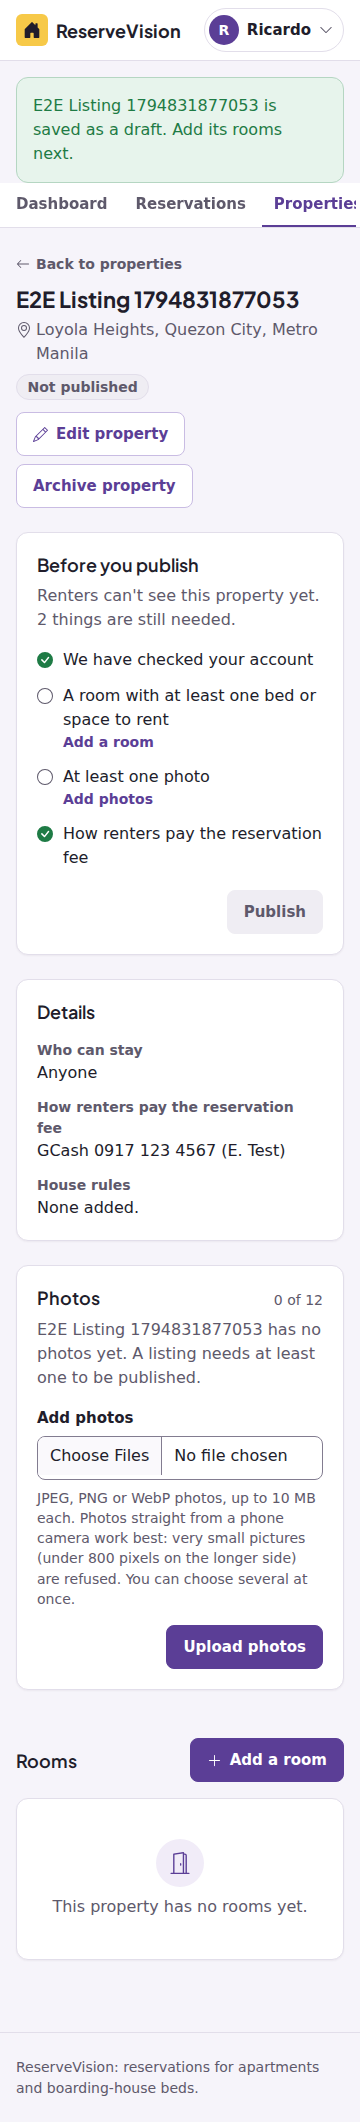 ReserveVision
R
Ricardo
E2E Listing 1794831877053 is
saved as a draft. Add its rooms
next.
Dashboard
Reservations
Properties
Back to properties
E2E Listing 1794831877053
Loyola Heights, Quezon City, Metro
Manila
Not published
Edit property
Archive property
Before you publish
Renters can't see this property yet.
2 things are still needed.
We have checked your account
A room with at least one bed or
space to rent
Add a room
At least one photo
Add photos
How renters pay the reservation
fee
Publish
Details
Who can stay
Anyone
How renters pay the reservation
fee
GCash 0917 123 4567 (E. Test)
House rules
None added.
Photos
0 of 12
E2E Listing 1794831877053 has no
photos yet. A listing needs at least
one to be published.
Add photos
Choose Files
No file chosen
JPEG, PNG or WebP photos, up to 10 MB
each. Photos straight from a phone
camera work best: very small pictures
(under 800 pixels on the longer side)
are refused. You can choose several at
once.
Upload photos
Rooms
Add a room
This property has no rooms yet.
ReserveVision: reservations for apartments
and boarding-house beds.